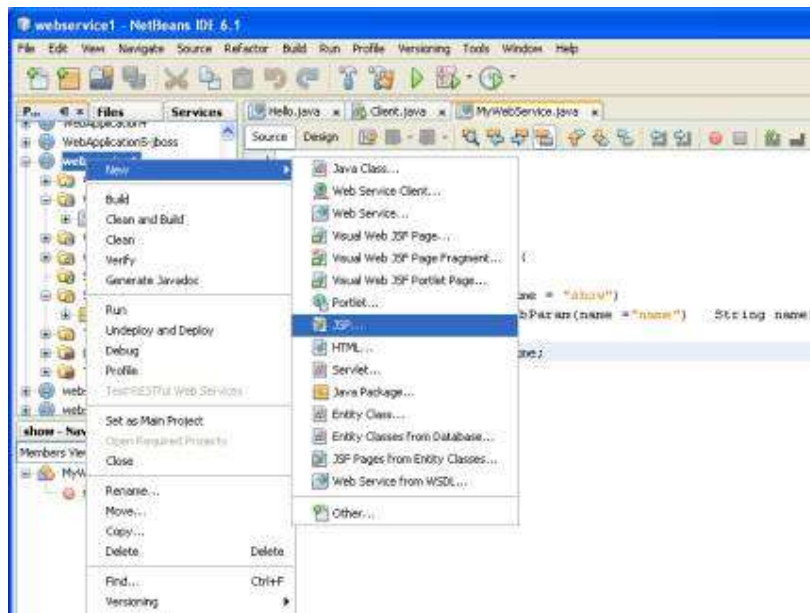 webservice1 - NetBeans IDE 6.1
File Edit View Navigate Source Refactor Build Run Profile Versioning Tools Window Help
P... Files Services Hello.java Client.java MyWebService.java
WebApplication4
WebApplication5-jboss
Source Design
New
Build
Clean and Build
Clean
Verify
Generate Javadoc
Run
Undeploy and Deploy
Debug
Profile
Test RESTful Web Services
Set as Main Project
Open Required Projects
Close
Rename...
Move...
Copy...
Delete Delete
Find... Ctrl+F
Versioning
Java Class...
Web Service Client...
Web Service...
Visual Web JSF Page...
Visual Web JSF Page Fragment...
Visual Web JSF Portlet Page...
Portlet...
JSP...
HTML...
Servlet...
Java Package...
Entity Class...
Entity Classes from Database...
JSF Pages from Entity Classes...
Web Service from WSDL...
Other...
{
= "show")
(name ="name") String name
show - Nav
Members Vie
MyW